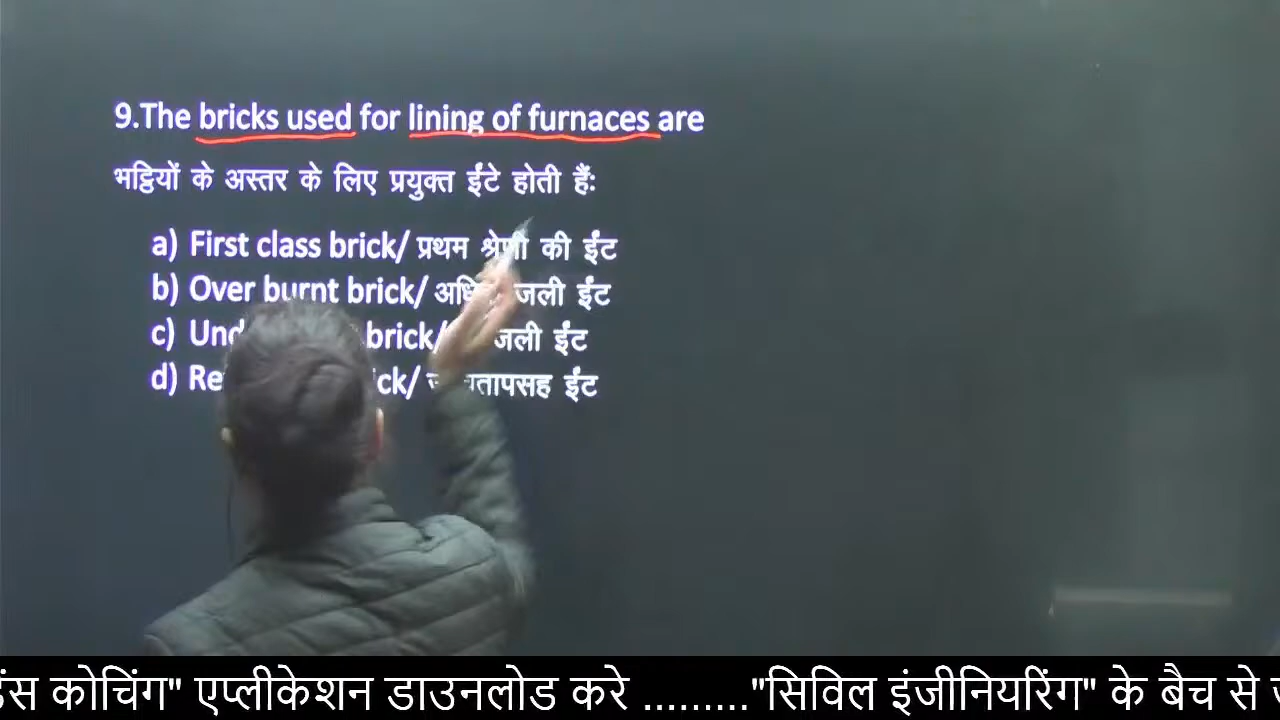 9.The bricks used for lining of furnaces are
भट्ठियों के अस्तर के लिए प्रयुक्त ईंटे होती हैं:
a) First class brick/ प्रथम श्रेणी की ईंट
b) Over burnt brick/ जली ईंट
c) brick/ जली ईंट
d) ईंट
कोचिंग" एप्लीकेशन डाउनलोड करे ........."सिविल इंजीनियरिंग" के बैच से